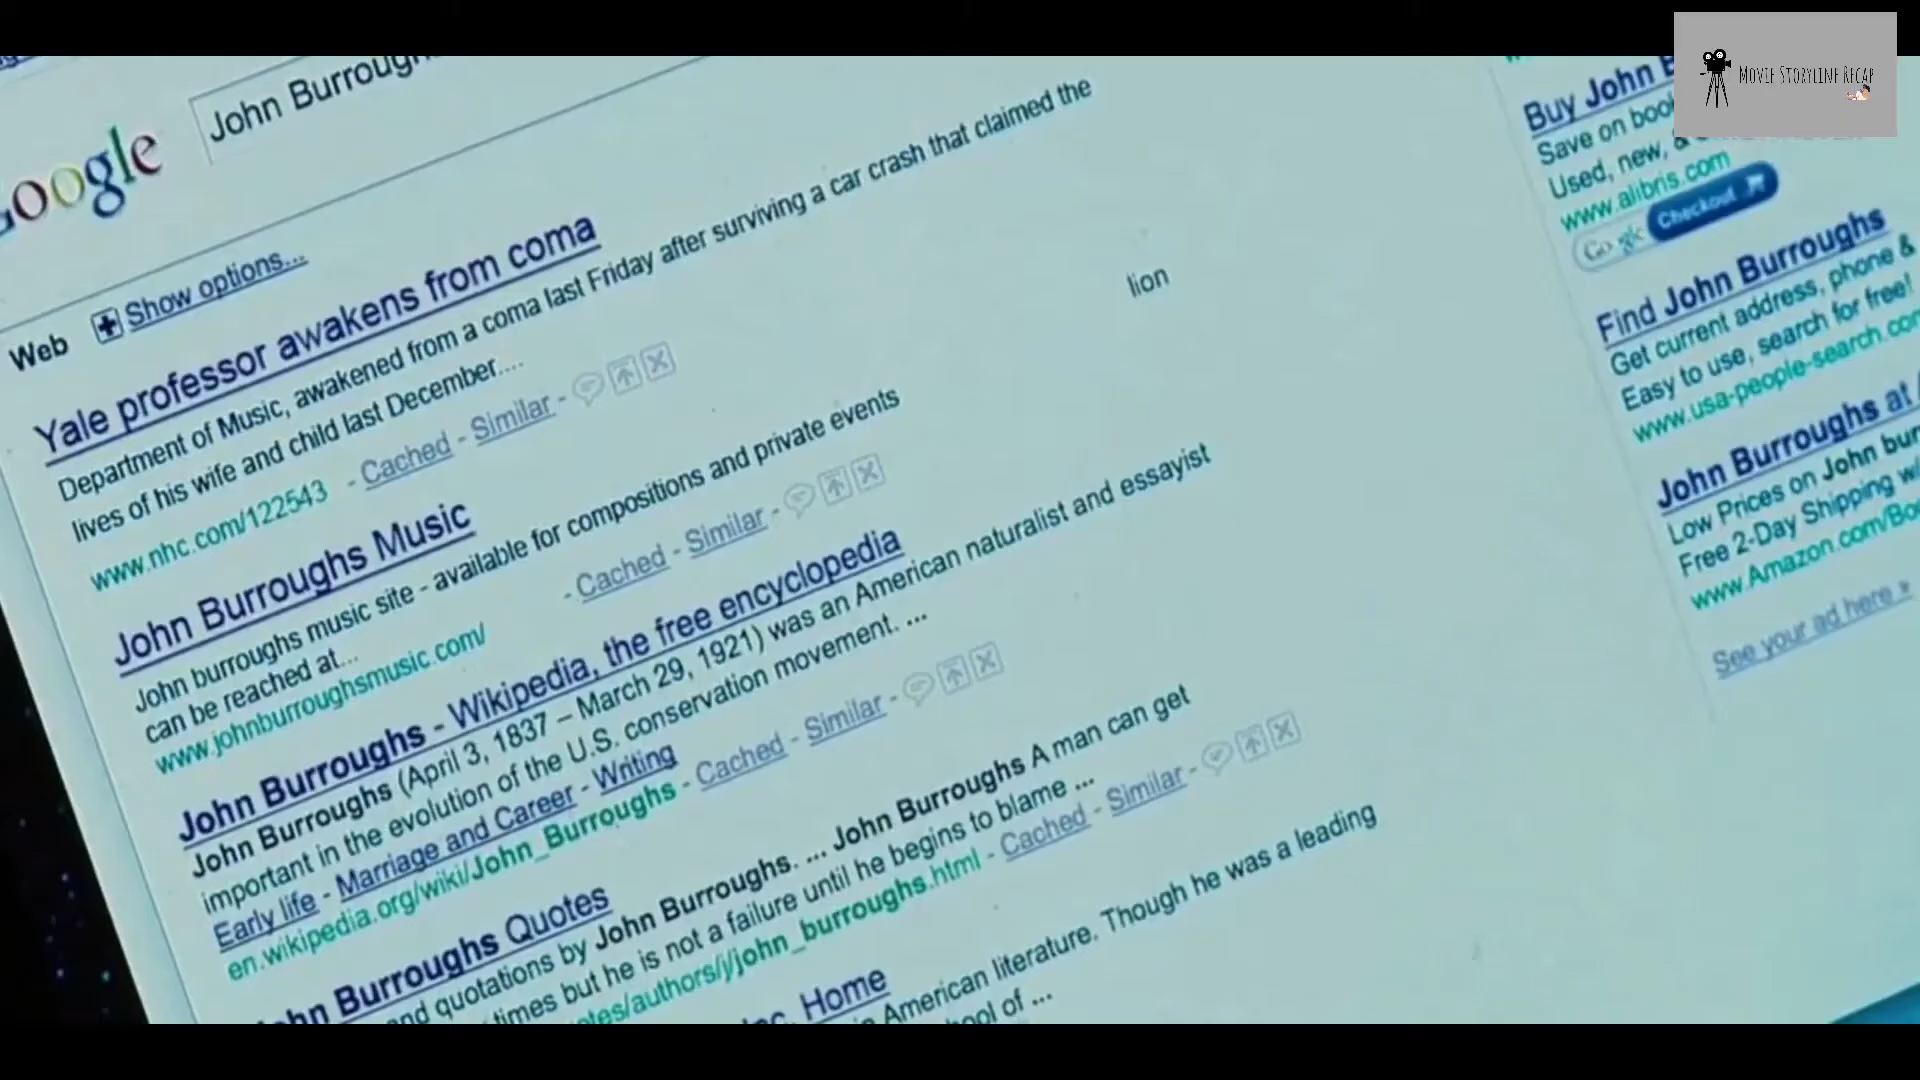 Movie Storyline Recap
Google
John Burrough
Web Show options...
Yale professor awakens from coma
Department of Music, awakened from a coma last Friday after surviving a car crash that claimed the
lives of his wife and child last December....
www.nhc.com/122543 - Cached - Similar -
lion
John Burroughs Music
John burroughs music site - available for compositions and private events
can be reached at...
www.johnburroughsmusic.com/ - Cached - Similar -
John Burroughs - Wikipedia, the free encyclopedia
John Burroughs (April 3, 1837 – March 29, 1921) was an American naturalist and essayist
important in the evolution of the U.S. conservation movement. ...
Early life - Marriage and Career - Writing
en.wikipedia.org/wiki/John_Burroughs - Cached - Similar -
John Burroughs Quotes
and quotations by John Burroughs. ... John Burroughs A man can get
times but he is not a failure until he begins to blame ...
otes/authors/j/john_burroughs.html - Cached - Similar -
Inc. Home
in American literature. Though he was a leading
hool of ...
Buy John B
Save on boo
Used, new, &
www.alibris.com
Google Checkout
Find John Burroughs
Get current address, phone &
Easy to use, search for free!
www.usa-people-search.com
John Burroughs at
Low Prices on John bur
Free 2-Day Shipping w/
www.Amazon.com/Boo
See your ad here »